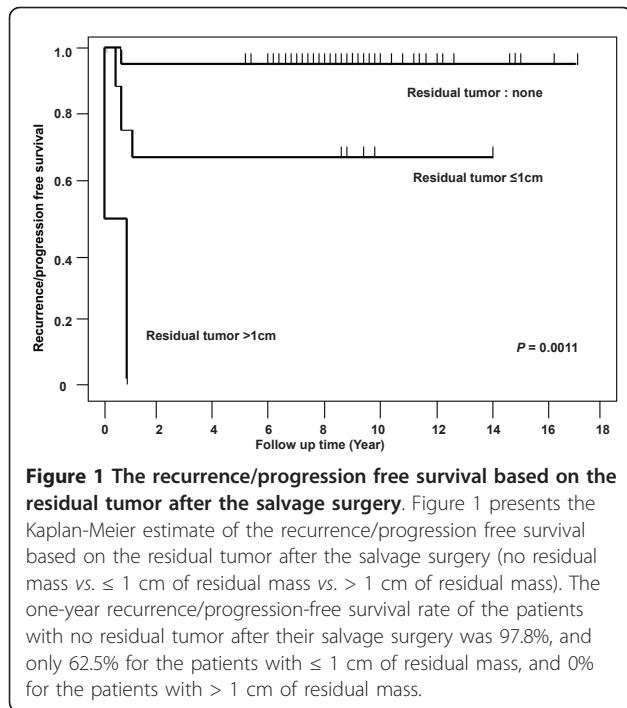 1.0
0.8
0.6
0.4
0.2
0
Recurrence/progression free survival
Residual tumor : none
Residual tumor ≤1cm
Residual tumor >1cm
P = 0.0011
0 2 4 6 8 10 12 14 16 18
Follow up time (Year)
Figure 1 The recurrence/progression free survival based on the
residual tumor after the salvage surgery. Figure 1 presents the
Kaplan-Meier estimate of the recurrence/progression free survival
based on the residual tumor after the salvage surgery (no residual
mass vs. ≤ 1 cm of residual mass vs. > 1 cm of residual mass). The
one-year recurrence/progression-free survival rate of the patients
with no residual tumor after their salvage surgery was 97.8%, and
only 62.5% for the patients with ≤ 1 cm of residual mass, and 0%
for the patients with > 1 cm of residual mass.